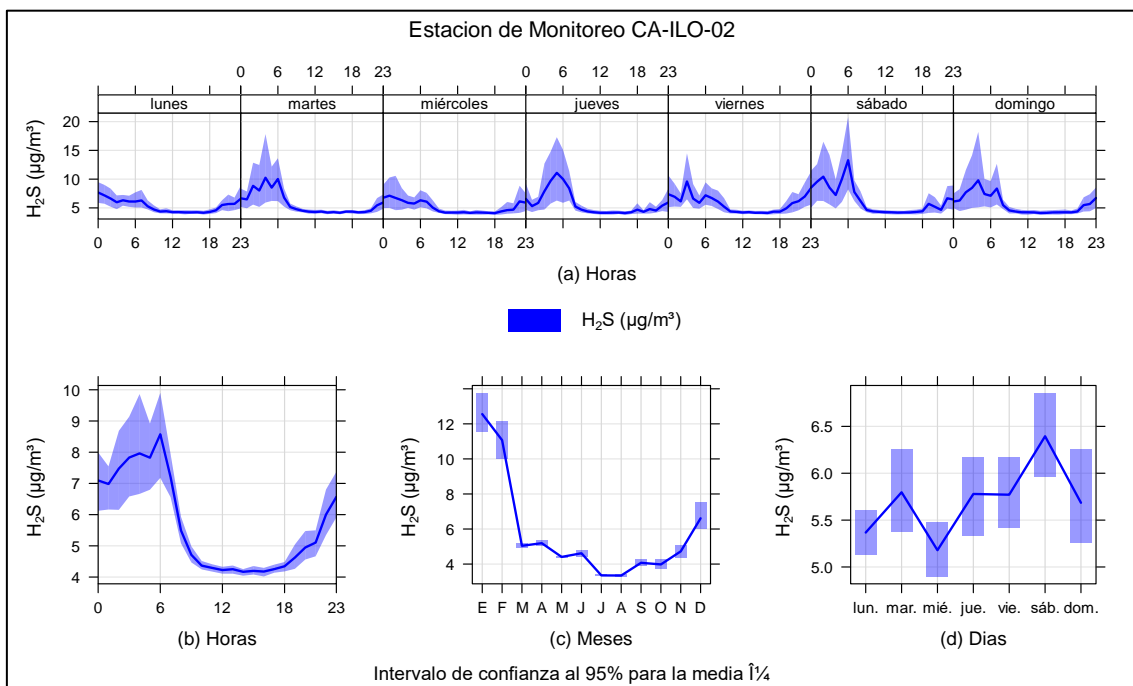 Estacion de Monitoreo CA-ILO-02
0 6 12 18 23 0 6 12 18 23 0 6 12 18 23
lunes martes miércoles jueves viernes sábado domingo
H₂S (µg/m³)
20
15
10
5
0 6 12 18 23 0 6 12 18 23 0 6 12 18 23 0 6 12 18 23
(a) Horas
H₂S (µg/m³)
H₂S (µg/m³)
10
9
8
7
6
5
4
0 6 12 18 23
(b) Horas
H₂S (µg/m³)
12
10
8
6
4
E F M A M J J A S O N D
(c) Meses
H₂S (µg/m³)
6.5
6.0
5.5
5.0
lun. mar. mié. jue. vie. sáb. dom.
(d) Dias
Intervalo de confianza al 95% para la media Î¼